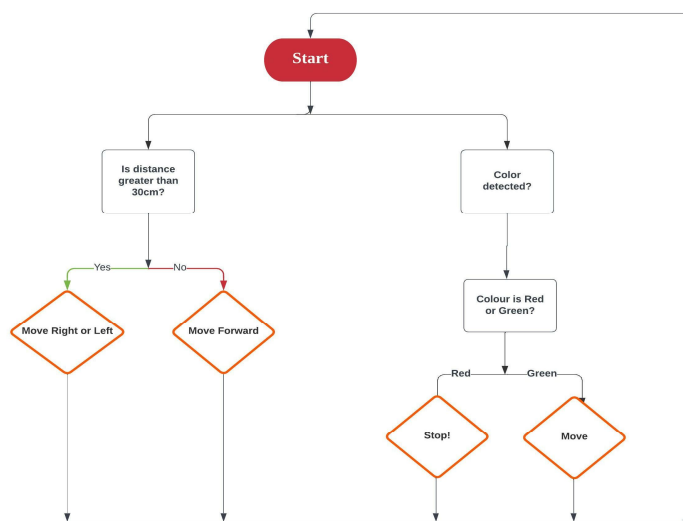 Start
Is distance
greater than
30cm?
Color
detected?
Yes
No
Colour is Red
or Green?
Move Right or Left
Move Forward
Red
Green
Stop!
Move